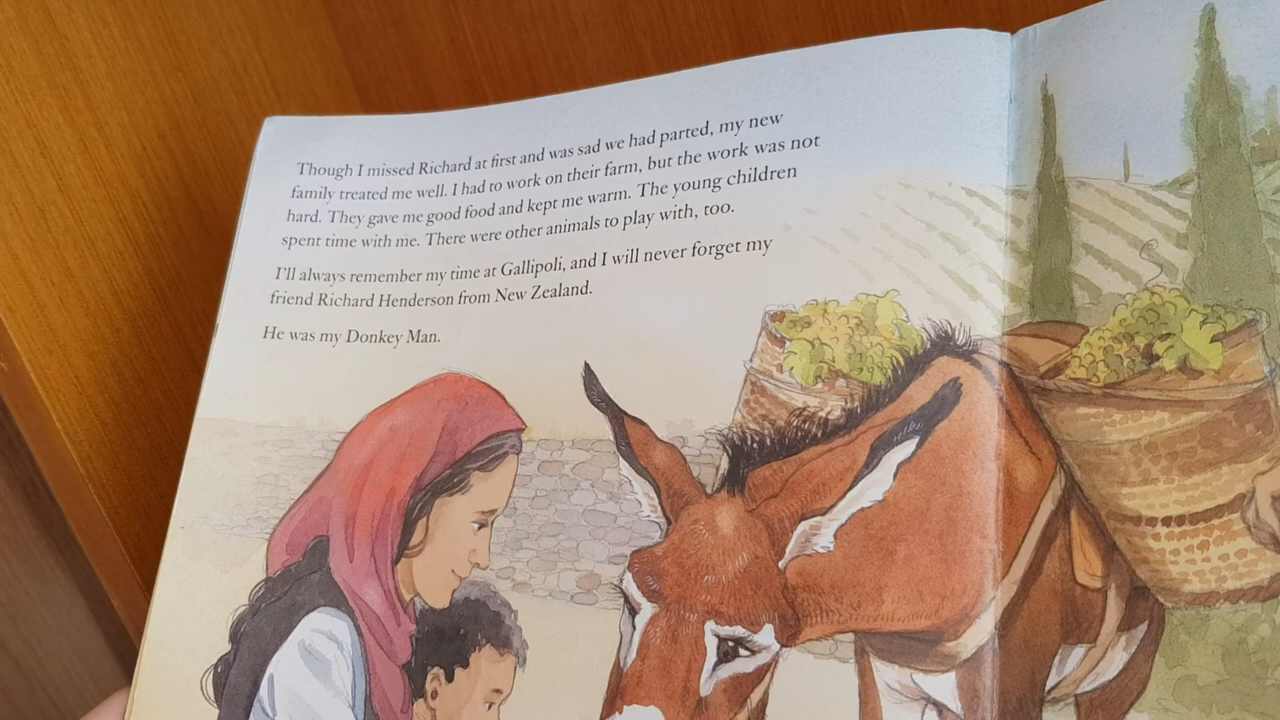 Though I missed Richard at first and was sad we had parted, my new
family treated me well. I had to work on their farm, but the work was not
hard. They gave me good food and kept me warm. The young children
spent time with me. There were other animals to play with, too.
I'll always remember my time at Gallipoli, and I will never forget my
friend Richard Henderson from New Zealand.
He was my Donkey Man.